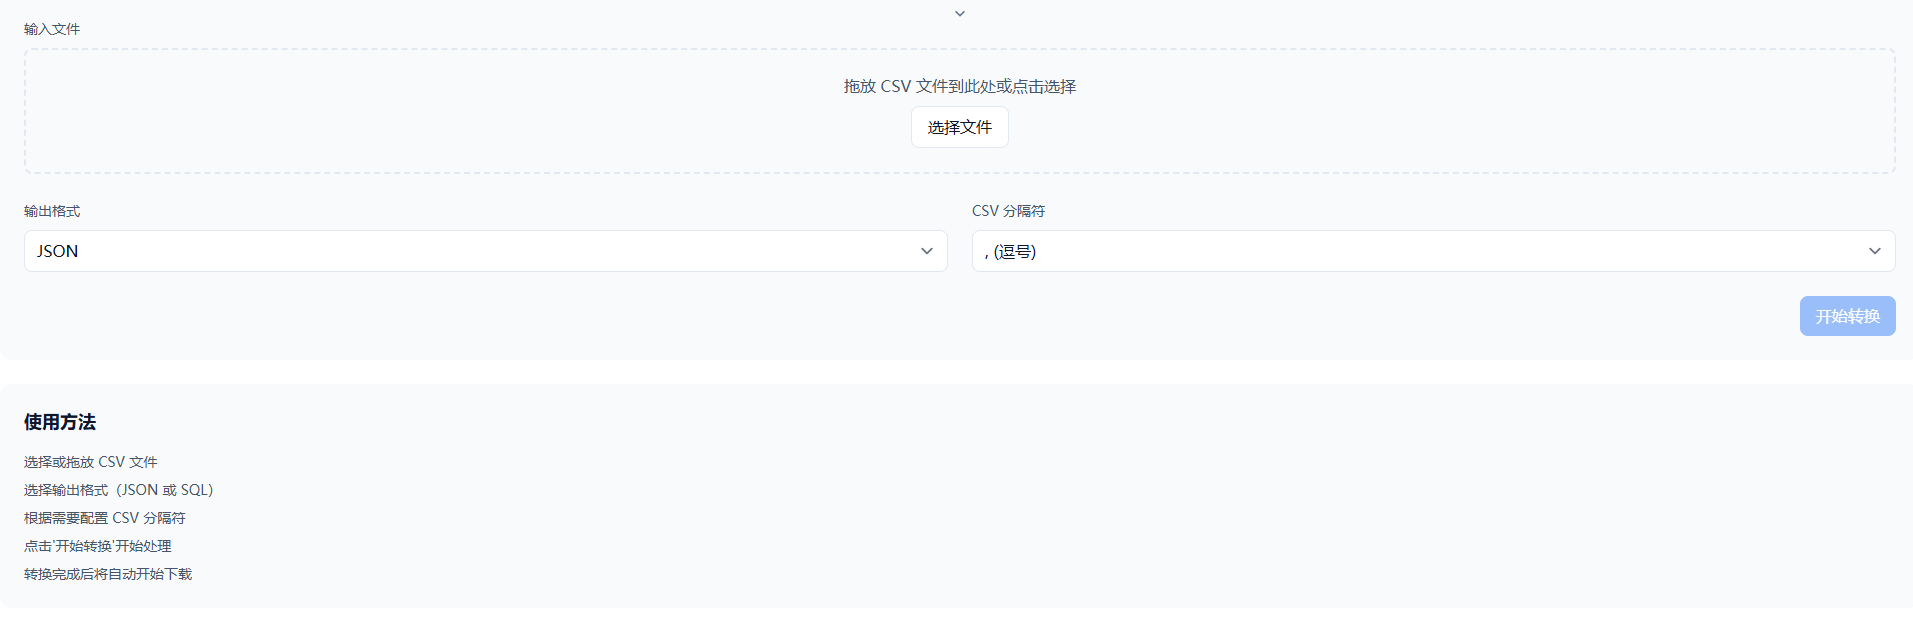 输入文件
拖放 CSV 文件到此处或点击选择
选择文件
输出格式
CSV 分隔符
JSON
, (逗号)
开始转换
使用方法
选择或拖放 CSV 文件
选择输出格式（JSON 或 SQL）
根据需要配置 CSV 分隔符
点击'开始转换'开始处理
转换完成后将自动开始下载